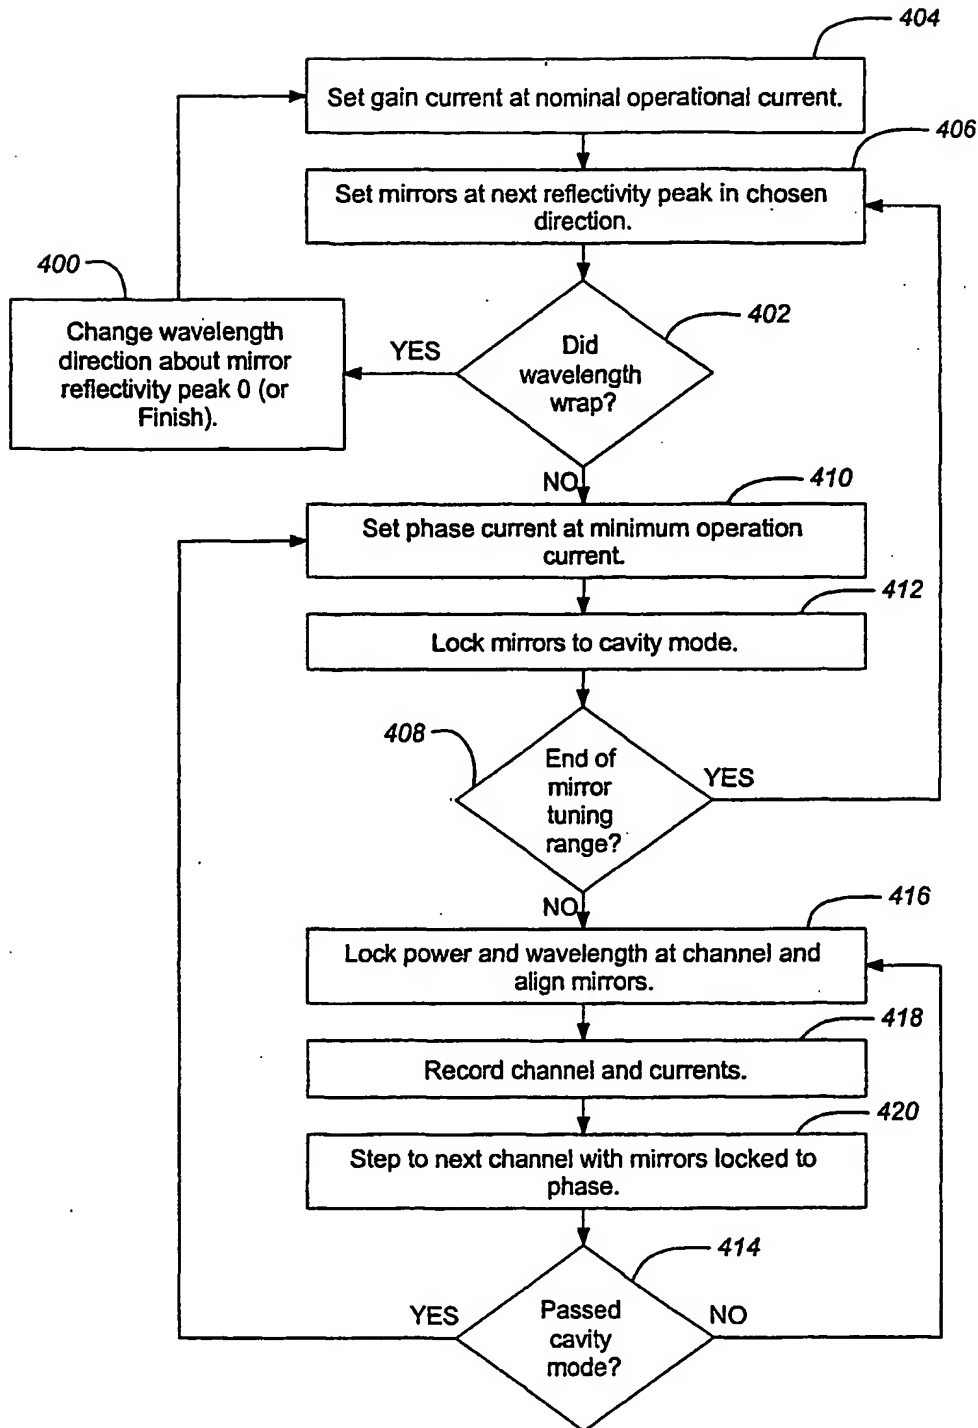 404
Set gain current at nominal operational current.
406
Set mirrors at next reflectivity peak in chosen
direction.
400
Change wavelength
direction about mirror
reflectivity peak 0 (or
Finish).
YES
402
Did
wavelength
wrap?
NO
410
Set phase current at minimum operation
current.
412
Lock mirrors to cavity mode.
408
End of
mirror
tuning
range?
YES
NO
416
Lock power and wavelength at channel and
align mirrors.
418
Record channel and currents.
420
Step to next channel with mirrors locked to
phase.
414
YES
Passed
cavity
mode?
NO